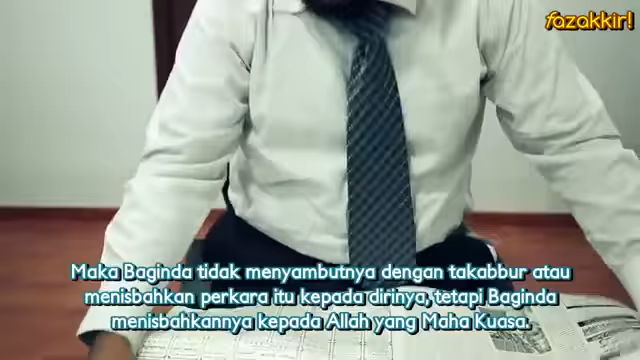 fazakkir!
Maka Baginda tidak menyambutnya dengan takabbur atau
menisbahkan perkara itu kepada dirinya, tetapi Baginda
menisbahkannya kepada Allah yang Maha Kuasa.